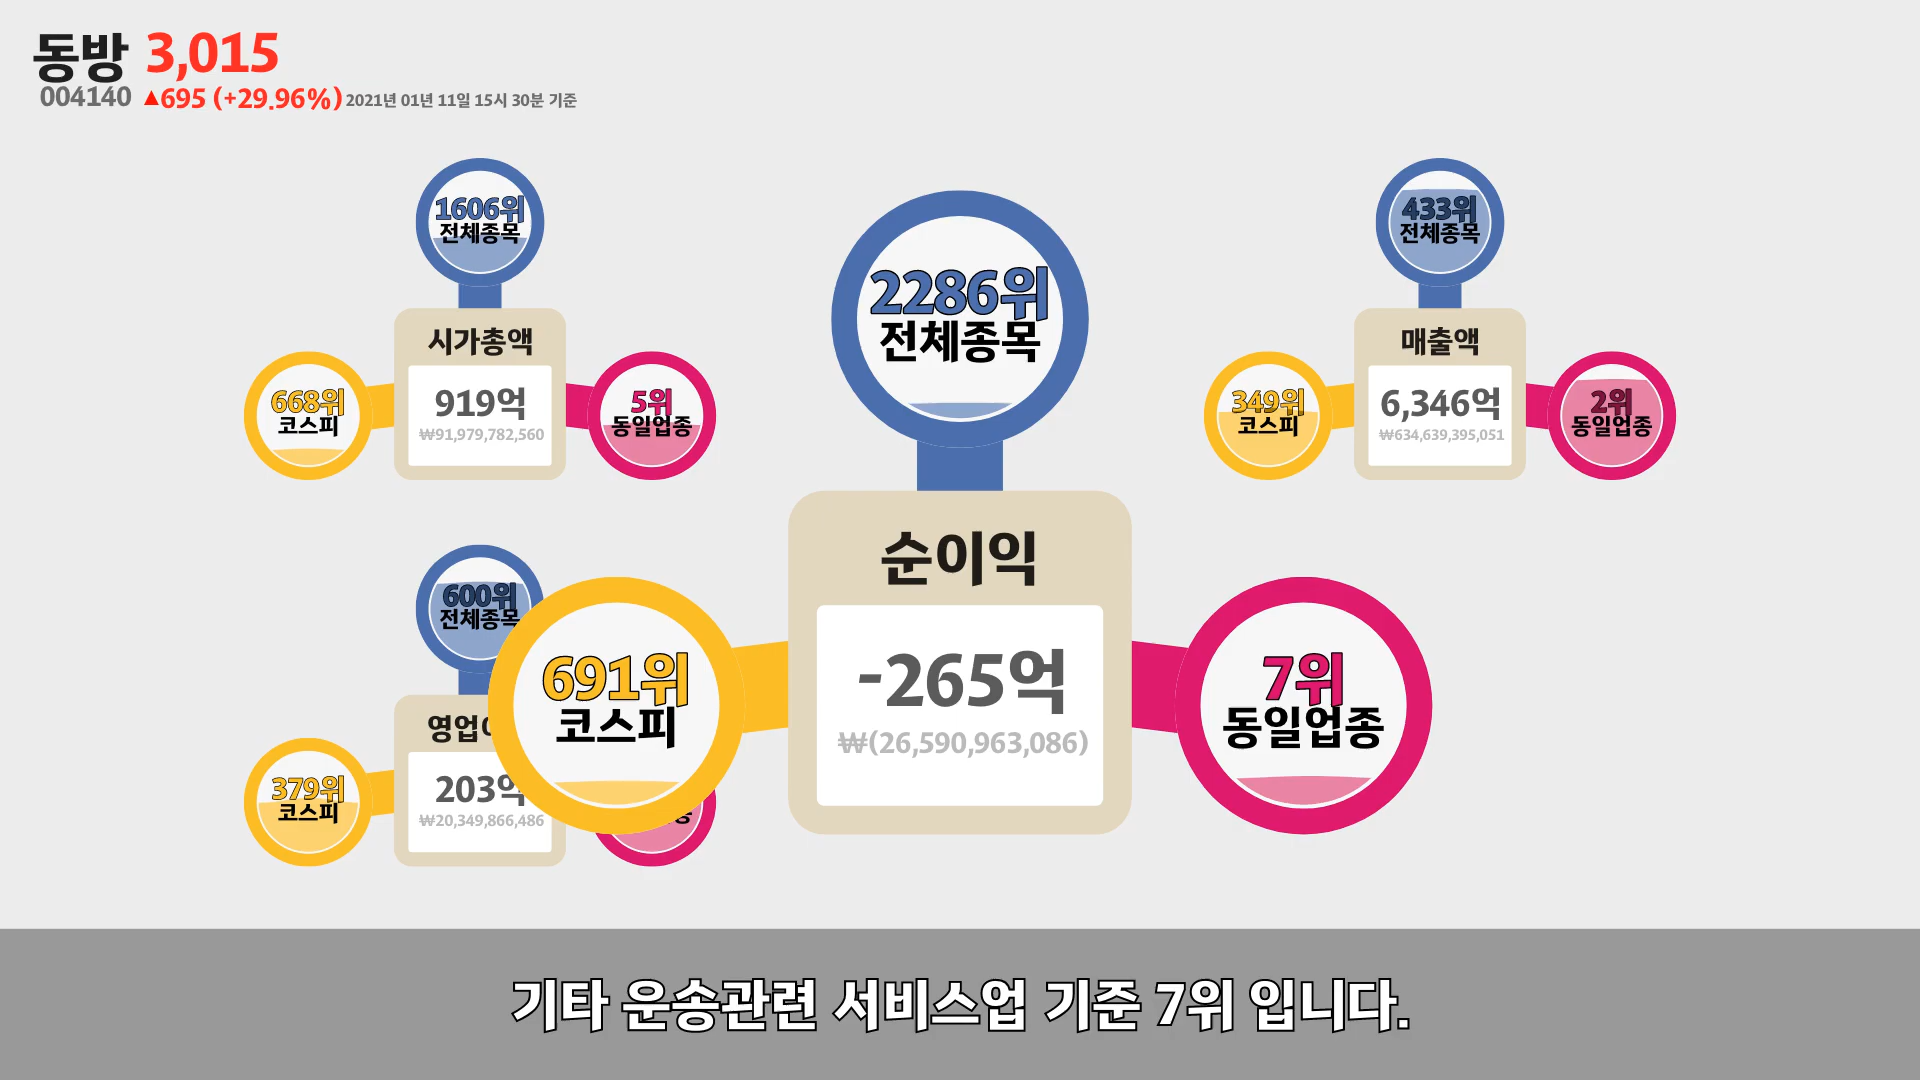 동방 3,015
004140 ▲695 (+29.96%) 2021년 01년 11일 15시 30분 기준
1606위
전체종목
시가총액
919억
₩91,979,782,560
668위
코스피
5위
동일업종
2286위
전체종목
순이익
-265억
₩(26,590,963,086)
691위
코스피
7위
동일업종
433위
전체종목
매출액
6,346억
₩634,639,395,051
349위
코스피
2위
동일업종
600위
전체종목
영업
203억
₩20,349,866,486
379위
코스피
기타 운송관련 서비스업 기준 7위 입니다.